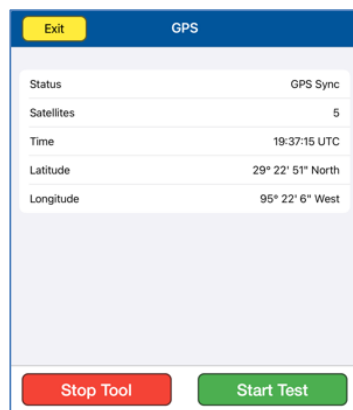 Exit GPS
Status GPS Sync
Satellites 5
Time 19:37:15 UTC
Latitude 29° 22' 51" North
Longitude 95° 22' 6" West
Stop Tool Start Test